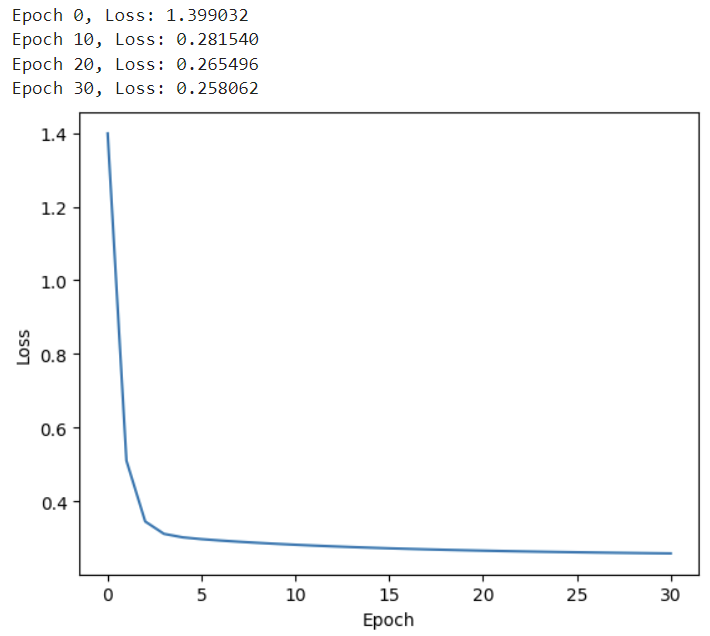 Epoch 0, Loss: 1.399032
Epoch 10, Loss: 0.281540
Epoch 20, Loss: 0.265496
Epoch 30, Loss: 0.258062
1.4
1.2
1.0
0.8
0.6
0.4
Loss
0 5 10 15 20 25 30
Epoch